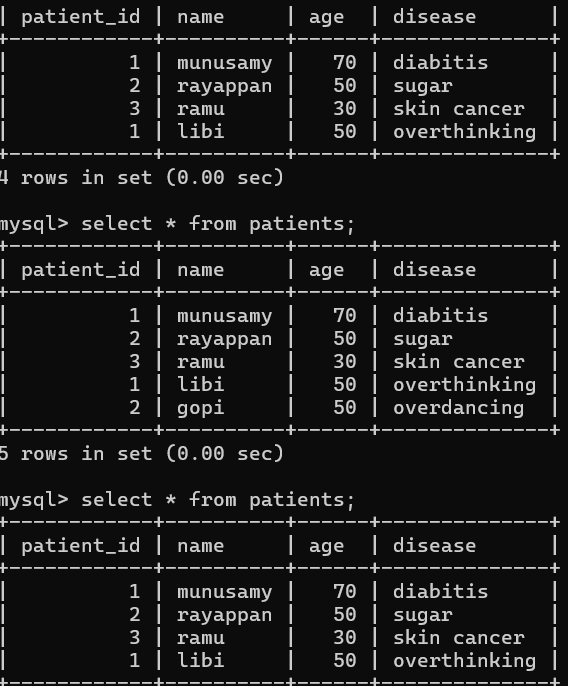 | patient_id | name     | age  | disease      |
+------------+----------+------+--------------+
|          1 | munusamy |   70 | diabitis     |
|          2 | rayappan |   50 | sugar        |
|          3 | ramu     |   30 | skin cancer  |
|          1 | libi     |   50 | overthinking |
+------------+----------+------+--------------+
4 rows in set (0.00 sec)
mysql> select * from patients;
+------------+----------+------+--------------+
| patient_id | name     | age  | disease      |
+------------+----------+------+--------------+
|          1 | munusamy |   70 | diabitis     |
|          2 | rayappan |   50 | sugar        |
|          3 | ramu     |   30 | skin cancer  |
|          1 | libi     |   50 | overthinking |
|          2 | gopi     |   50 | overdancing  |
+------------+----------+------+--------------+
5 rows in set (0.00 sec)
mysql> select * from patients;
+------------+----------+------+--------------+
| patient_id | name     | age  | disease      |
+------------+----------+------+--------------+
|          1 | munusamy |   70 | diabitis     |
|          2 | rayappan |   50 | sugar        |
|          3 | ramu     |   30 | skin cancer  |
|          1 | libi     |   50 | overthinking |
+------------+----------+------+--------------+